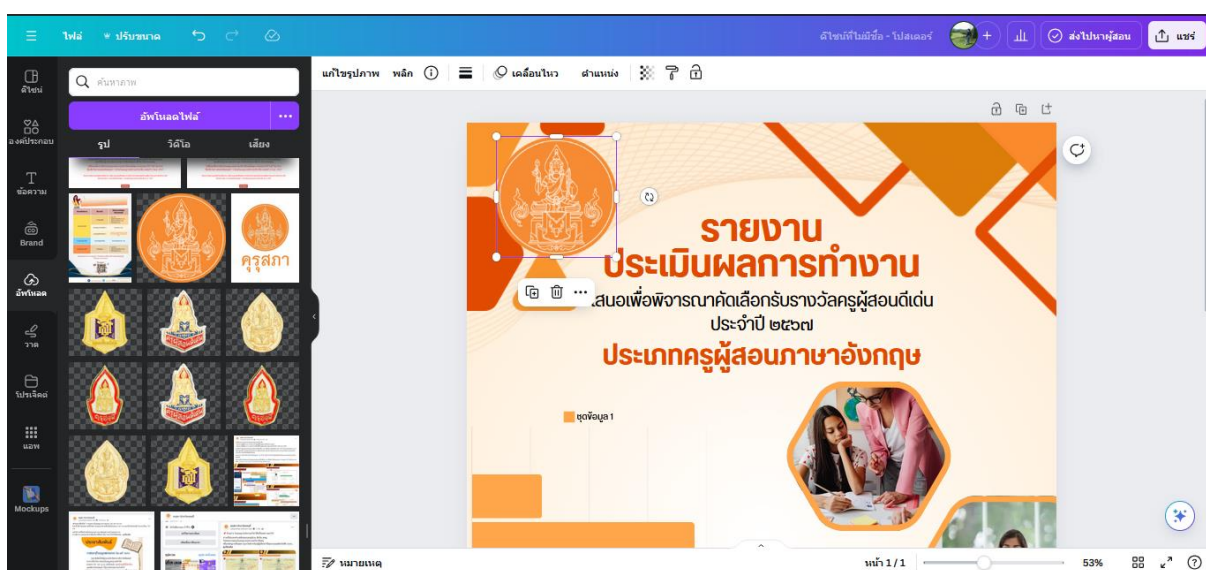 ไฟล์
ปรับขนาด
ดีไซน์ที่ไม่มีชื่อ - โปสเตอร์
ส่งไปหาผู้สอน
แชร์
ดีไซน์
องค์ประกอบ
ข้อความ
Brand
อัพโหลด
วาด
โปรเจ็คต์
แอพ
Mockups
ค้นหาภาพ
อัพโหลดไฟล์
รูป
วิดีโอ
เสียง
คุรุสภา
แก้ไขรูปภาพ
พลิก
เคลื่อนไหว
ตำแหน่ง
รายงาน
ประเมินผลการทำงาน
เสนอเพื่อพิจารณาคัดเลือกรับรางวัลครูผู้สอนดีเด่น
ประจำปี ๒๕๖๗
ประเภทครูผู้สอนภาษาอังกฤษ
ชุดข้อมูล 1
หมายเหตุ
หน้า 1 / 1
53%